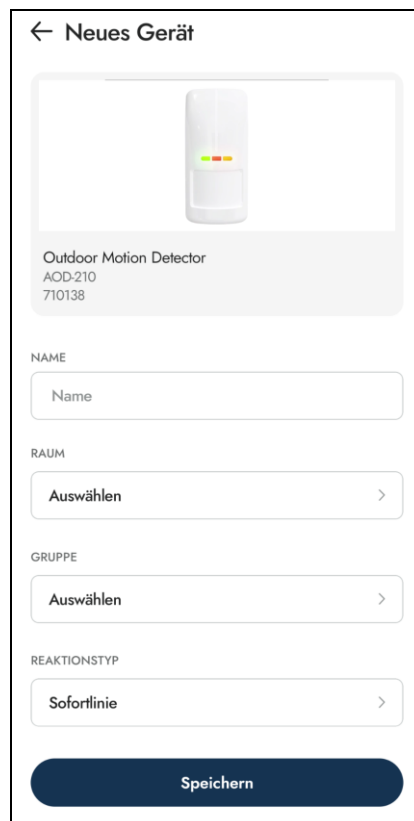 ← Neues Gerät
Outdoor Motion Detector
AOD-210
710138
NAME
Name
RAUM
Auswählen
GRUPPE
Auswählen
REAKTIONSTYP
Sofortlinie
Speichern